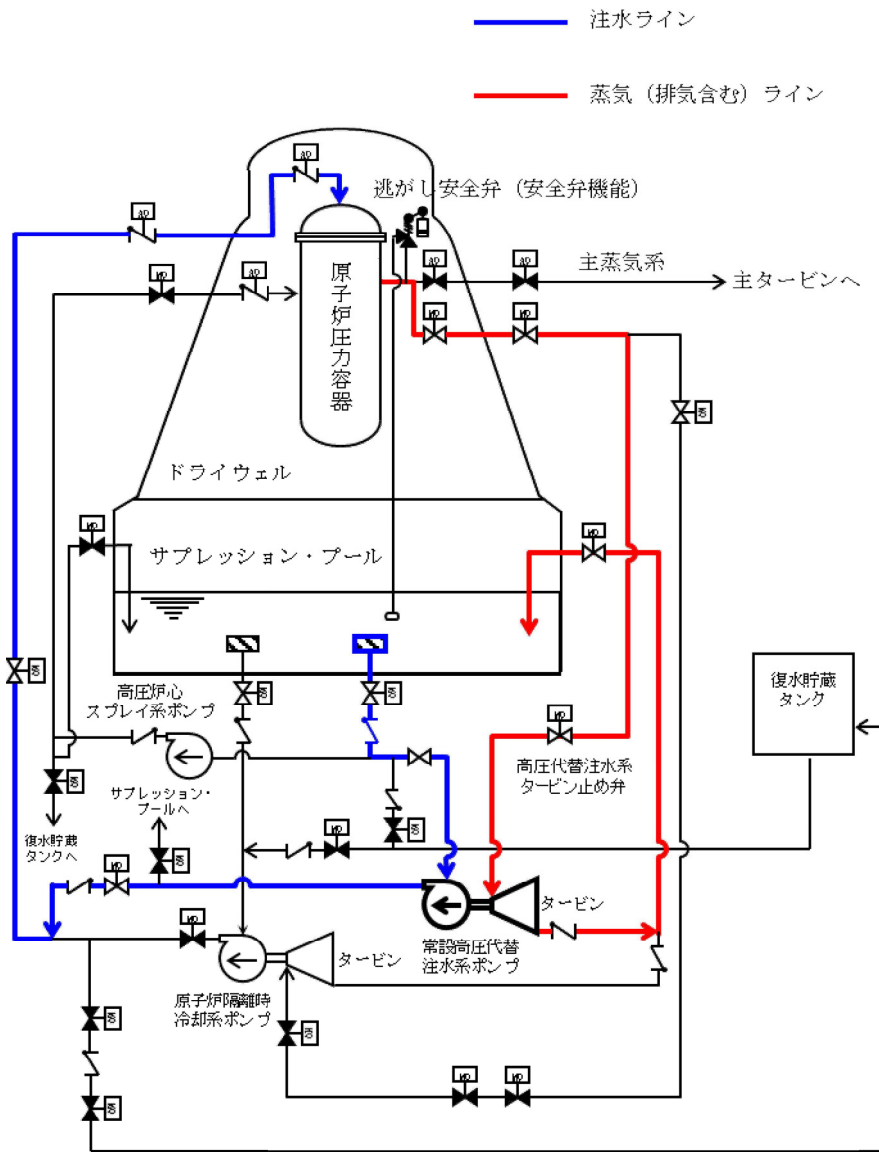 注水ライン
蒸気（排気含む）ライン
逃がし安全弁（安全弁機能）
原子炉圧力容器
主蒸気系
主タービンへ
ドライウェル
サプレッション・プール
高圧炉心
スプレイ系ポンプ
サプレッション・
プールへ
復水貯蔵
タンクへ
高圧代替注水系
タービン止め弁
復水貯蔵
タンク
タービン
常設高圧代替
注水系ポンプ
タービン
原子炉隔離時
冷却系ポンプ